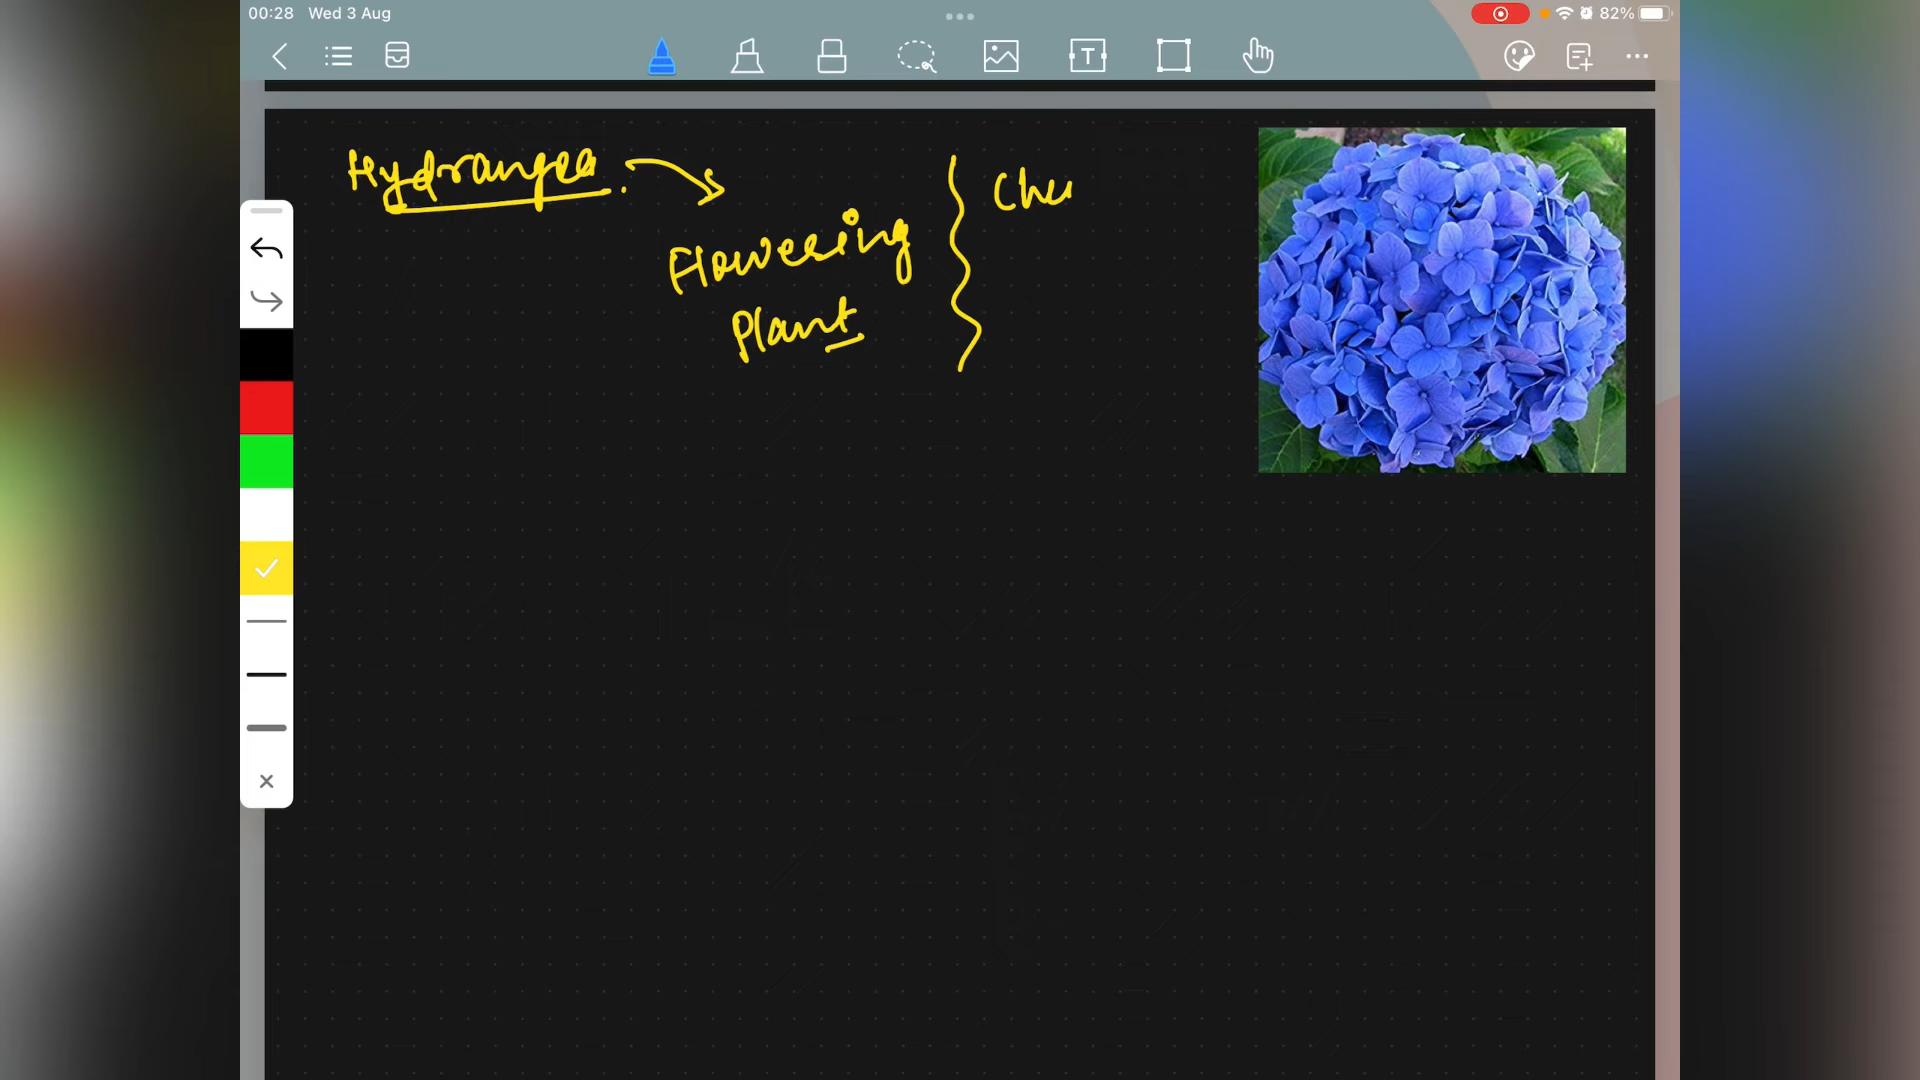 00:28 Wed 3 Aug
82%
T
Hydrangea.
Flowering
Plant
Che